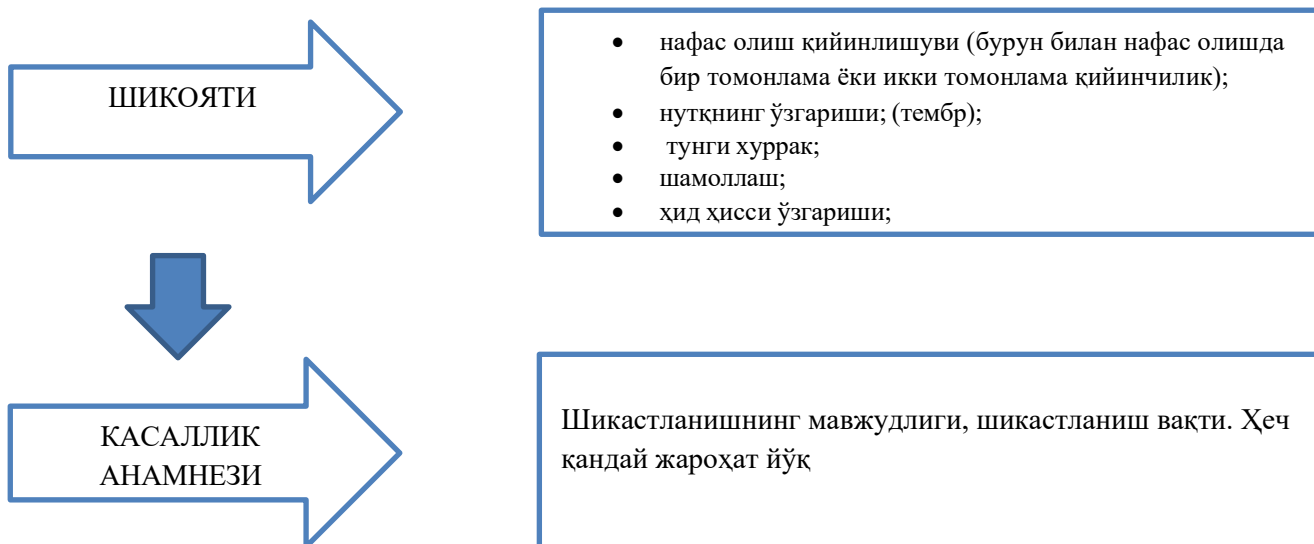 ШИКОЯТИ
• нафас олиш қийинлишуви (бурун билан нафас олишда
бир томонлама ёки икки томонлама қийинчилик);
• нутқнинг ўзгариши; (тембр);
• тунги хуррак;
• шамоллаш;
• ҳид ҳисси ўзгариши;
КАСАЛЛИК
АНАМНЕЗИ
Шикастланишнинг мавжудлиги, шикастланиш вақти. Ҳеч
қандай жароҳат йўқ